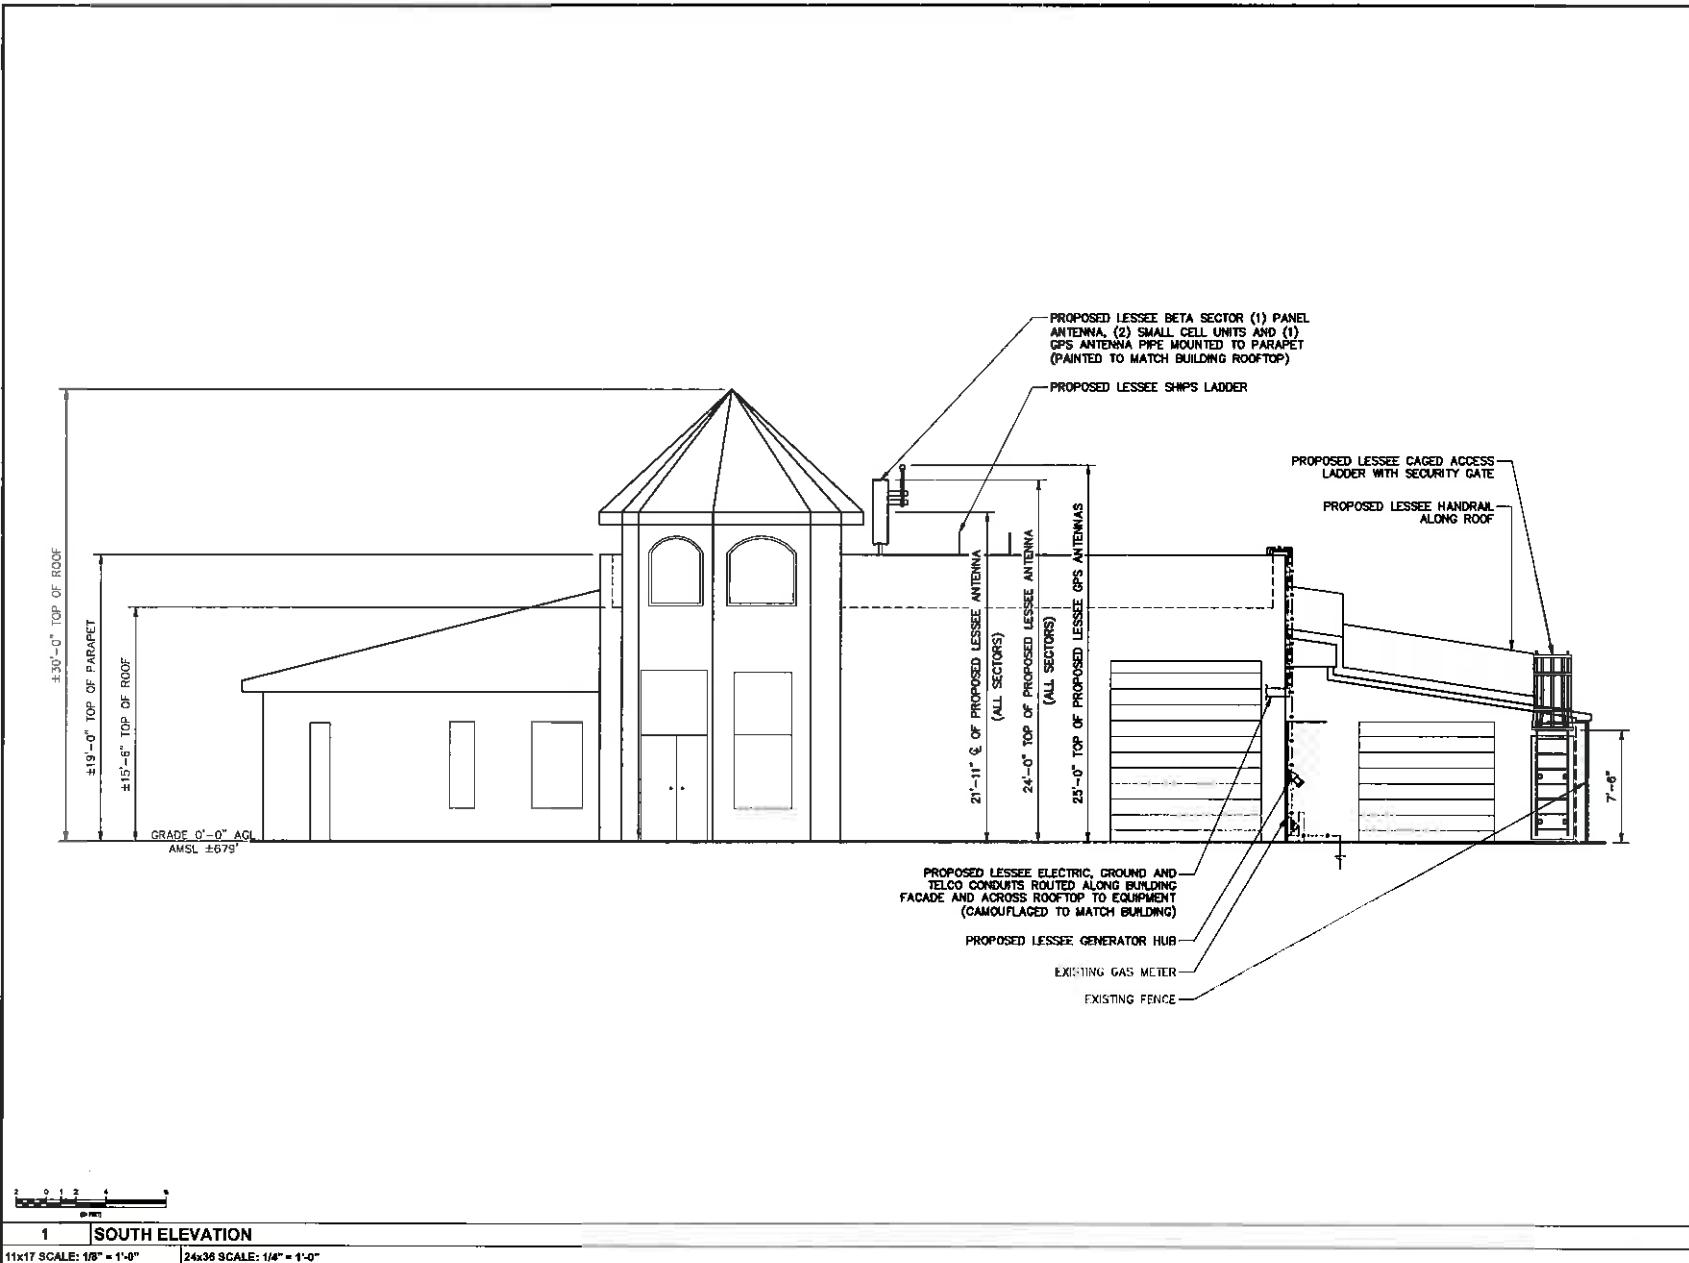 PROPOSED LESSEE BETA SECTOR (1) PANEL
ANTENNA, (2) SMALL CELL UNITS AND (1)
GPS ANTENNA PIPE MOUNTED TO PARAPET
(PAINTED TO MATCH BUILDING ROOFTOP)
PROPOSED LESSEE SHIPS LADDER
PROPOSED LESSEE CAGED ACCESS
LADDER WITH SECURITY GATE
PROPOSED LESSEE HANDRAIL
ALONG ROOF
±30'-0" TOP OF ROOF
±19'-0" TOP OF PARAPET
±15'-6" TOP OF ROOF
21'-11" ℄ OF PROPOSED LESSEE ANTENNA
(ALL SECTORS)
24'-0" TOP OF PROPOSED LESSEE ANTENNA
(ALL SECTORS)
25'-0" TOP OF PROPOSED LESSEE GPS ANTENNAS
7'-6"
GRADE 0'-0" AGL
AMSL ±679'
PROPOSED LESSEE ELECTRIC, GROUND AND
TELCO CONDUITS ROUTED ALONG BUILDING
FACADE AND ACROSS ROOFTOP TO EQUIPMENT
(CAMOUFLAGED TO MATCH BUILDING)
PROPOSED LESSEE GENERATOR HUB
EXISTING GAS METER
EXISTING FENCE
2 0 1 2 4
1 SOUTH ELEVATION
11x17 SCALE: 1/8" = 1'-0" 24x36 SCALE: 1/4" = 1'-0"